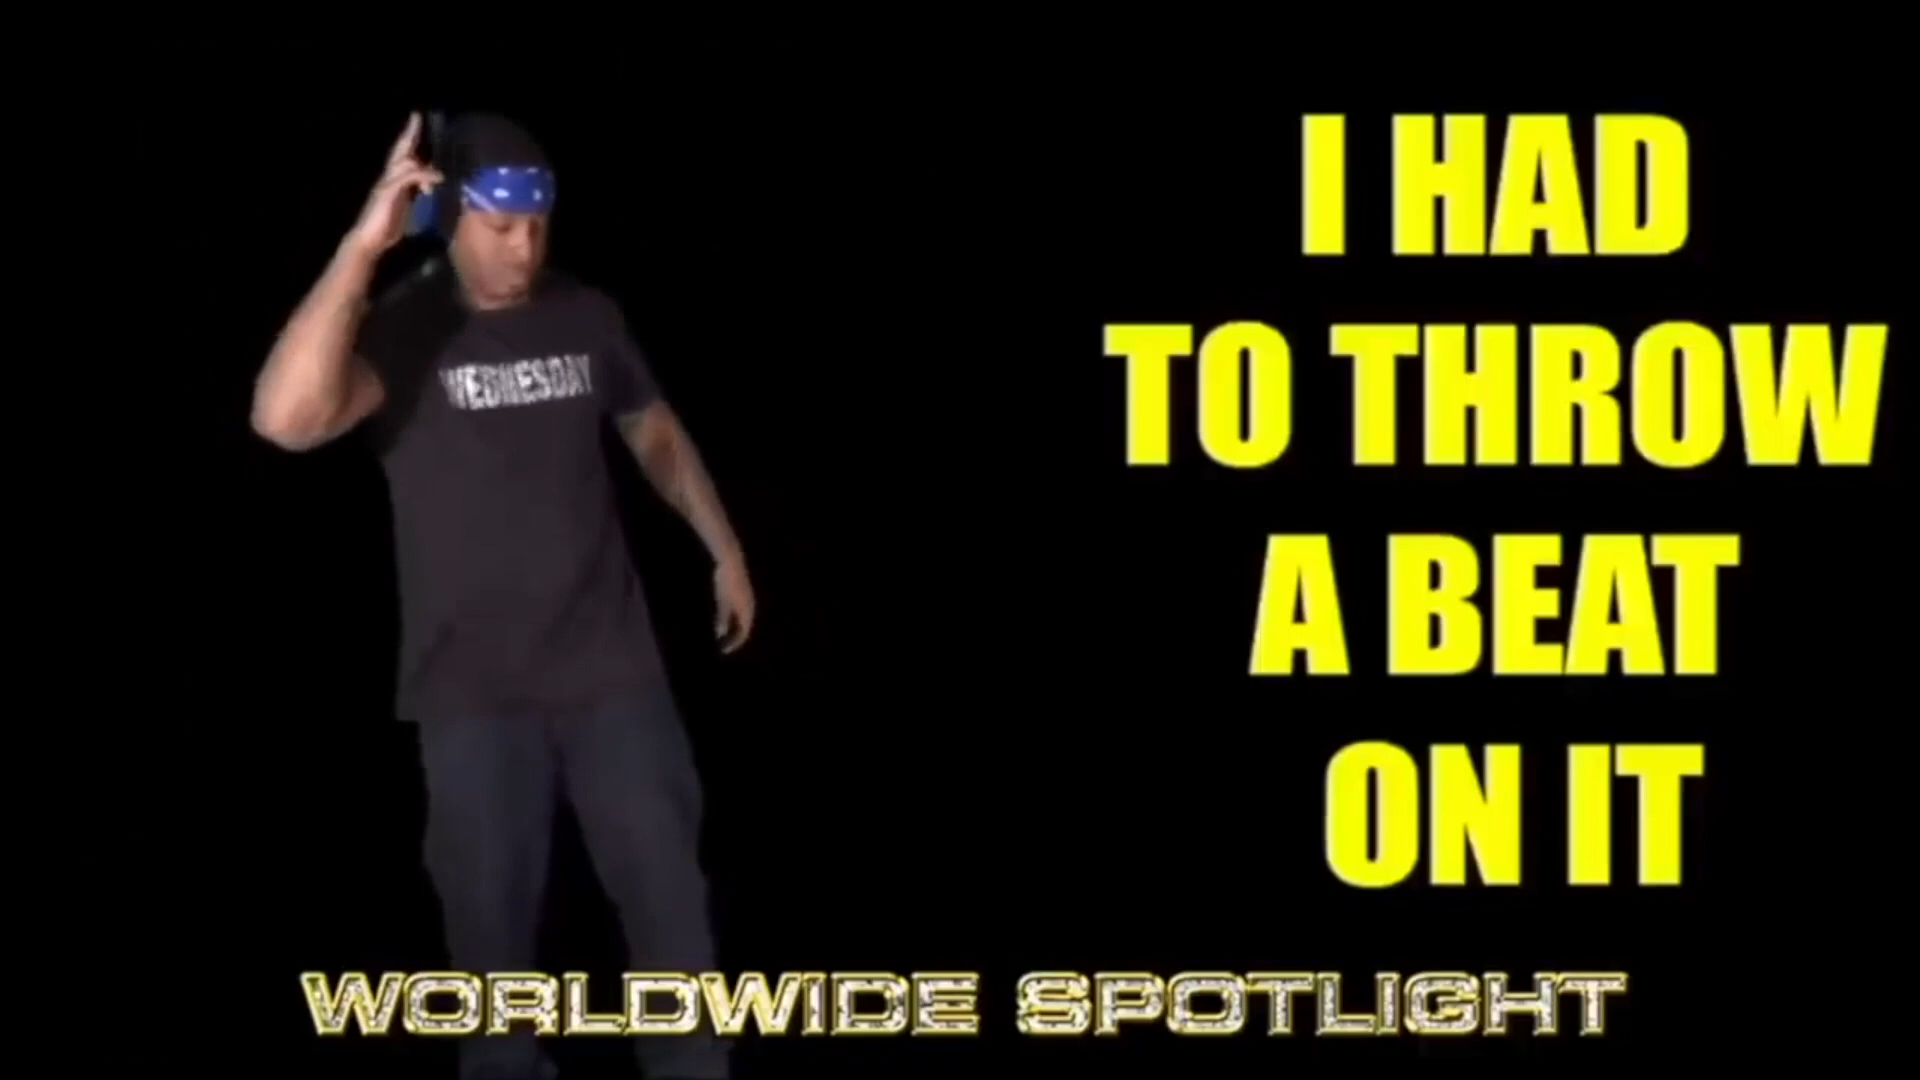 I HAD
TO THROW
A BEAT
ON IT
WEDNESDAY
WORLDWIDE SPOTLIGHT